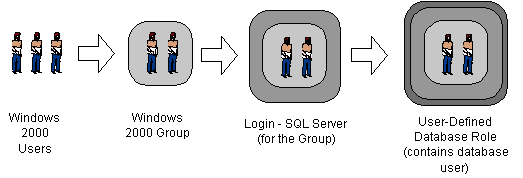 Windows
2000
Users
Windows
2000 Group
Login - SQL Server
(for the Group)
User-Defined
Database Role
(contains database
user)